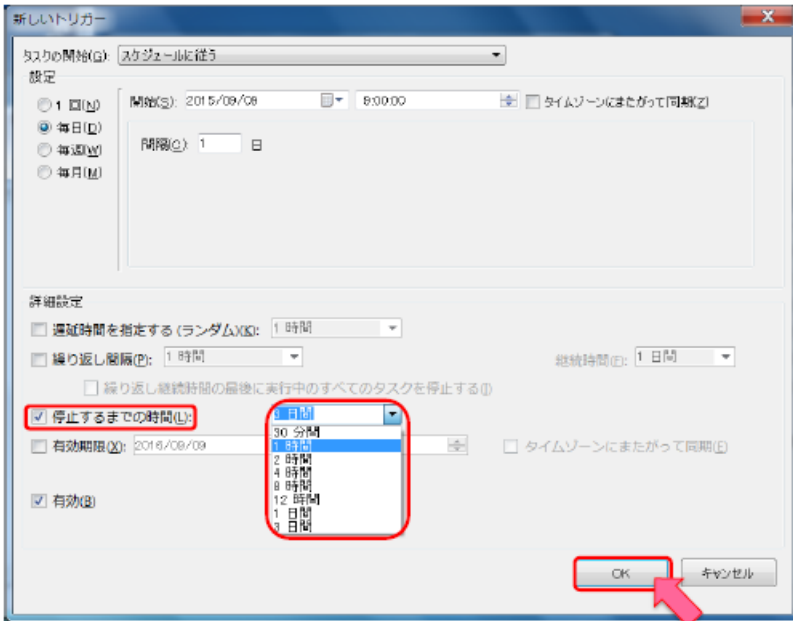 新しいトリガー
タスクの開始(G): スケジュールに従う
設定
1 回(N)
毎日(D)
毎週(W)
毎月(M)
開始(S): 2015/09/08 9:00:00 タイムゾーンにまたがって同期(Z)
間隔(C): 1 日
詳細設定
遅延時間を指定する(ランダム)(K): 1 時間
繰り返し間隔(P): 1 時間 継続時間(F): 1 日間
繰り返し継続時間の最後に実行中のすべてのタスクを停止する(I)
停止するまでの時間(L): 3 日間
30 分間
1 時間
2 時間
4 時間
8 時間
12 時間
1 日間
3 日間
有効期限(X): 2016/09/09 タイムゾーンにまたがって同期(E)
有効(B)
OK キャンセル